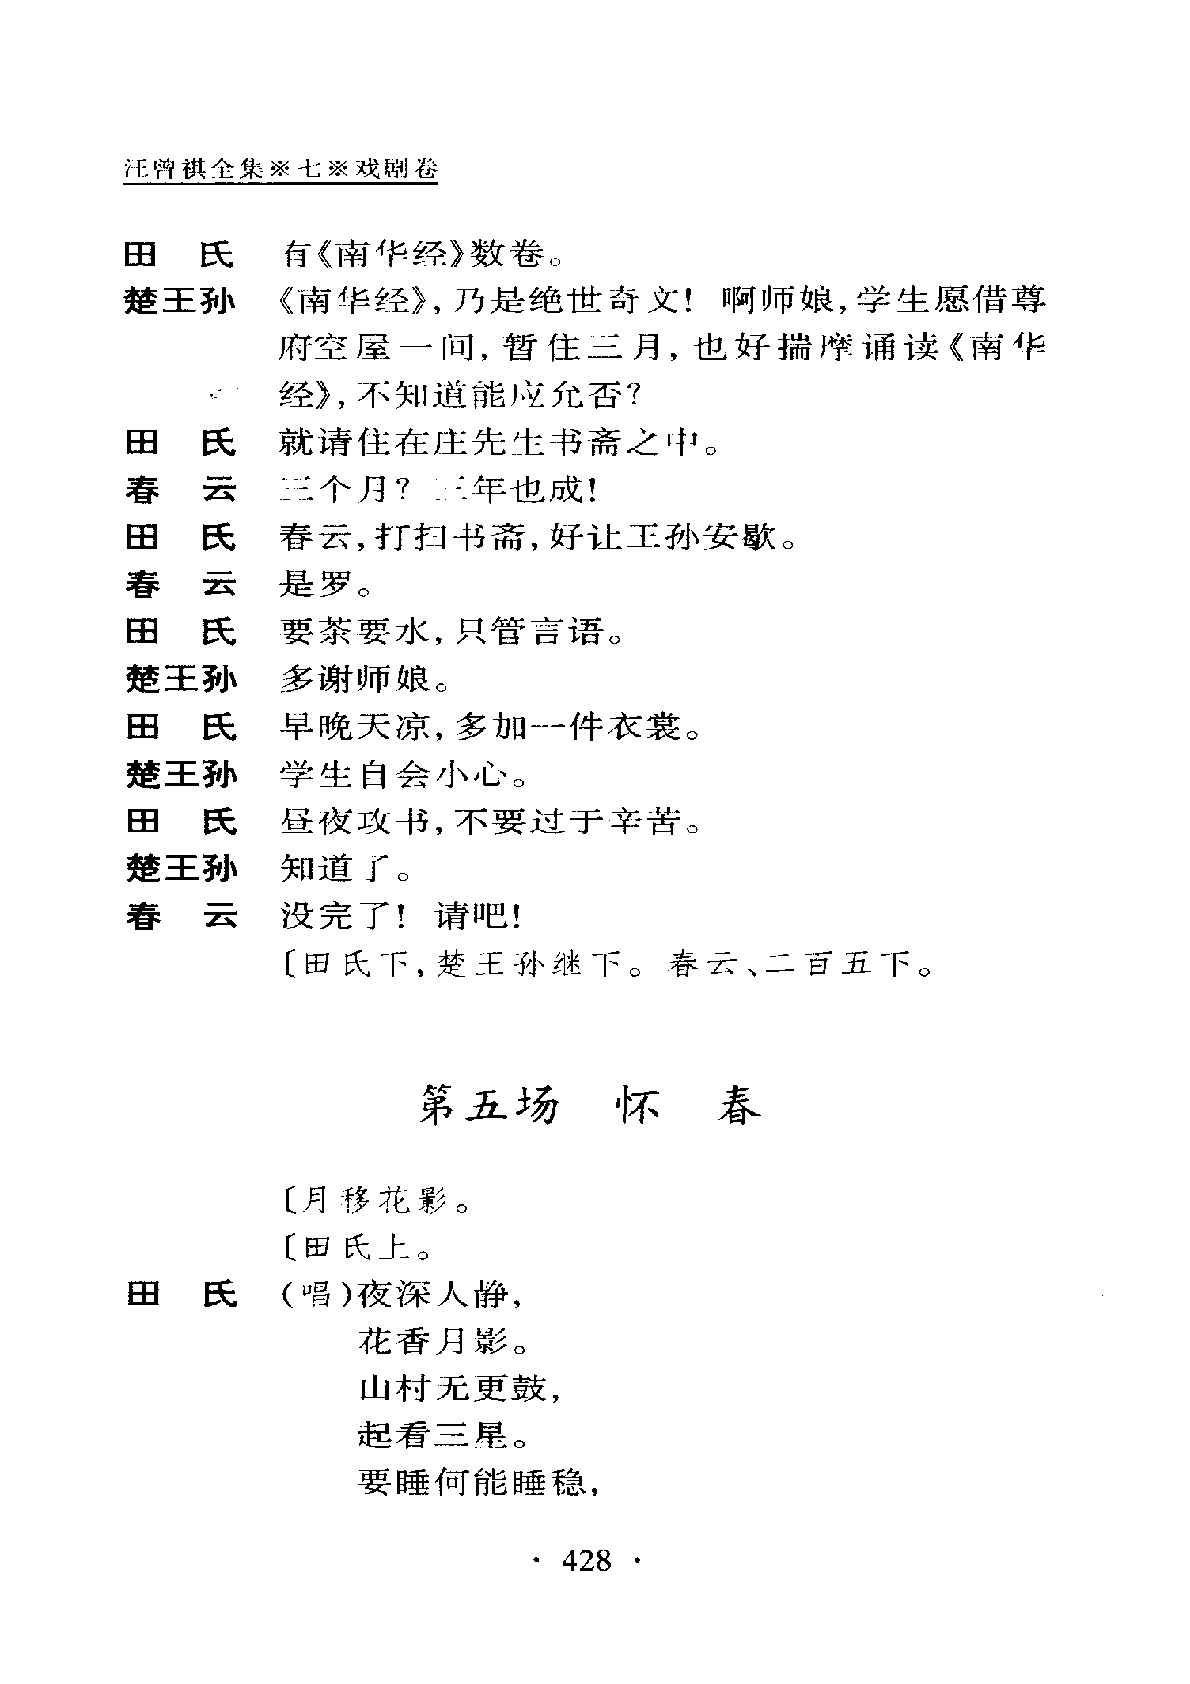 汪曾祺全集※七※戏剧卷
田　氏　有《南华经》数卷。
楚王孙　《南华经》，乃是绝世奇文！啊师娘，学生愿借尊
府空屋一间，暂住三月，也好揣摩诵读《南华
经》，不知道能应允否？
田　氏　就请住在庄先生书斋之中。
春　云　三个月？三年也成！
田　氏　春云，打扫书斋，好让王孙安歇。
春　云　是罗。
田　氏　要茶要水，只管言语。
楚王孙　多谢师娘。
田　氏　早晚天凉，多加一件衣裳。
楚王孙　学生自会小心。
田　氏　昼夜攻书，不要过于辛苦。
楚王孙　知道了。
春　云　没完了！请吧！
〔田氏下，楚王孙继下。春云、二百五下。
第五场　怀　春
〔月移花影。
〔田氏上。
田　氏　（唱）夜深人静，
花香月影。
山村无更鼓，
起看三星。
要睡何能睡稳，
· 428 ·